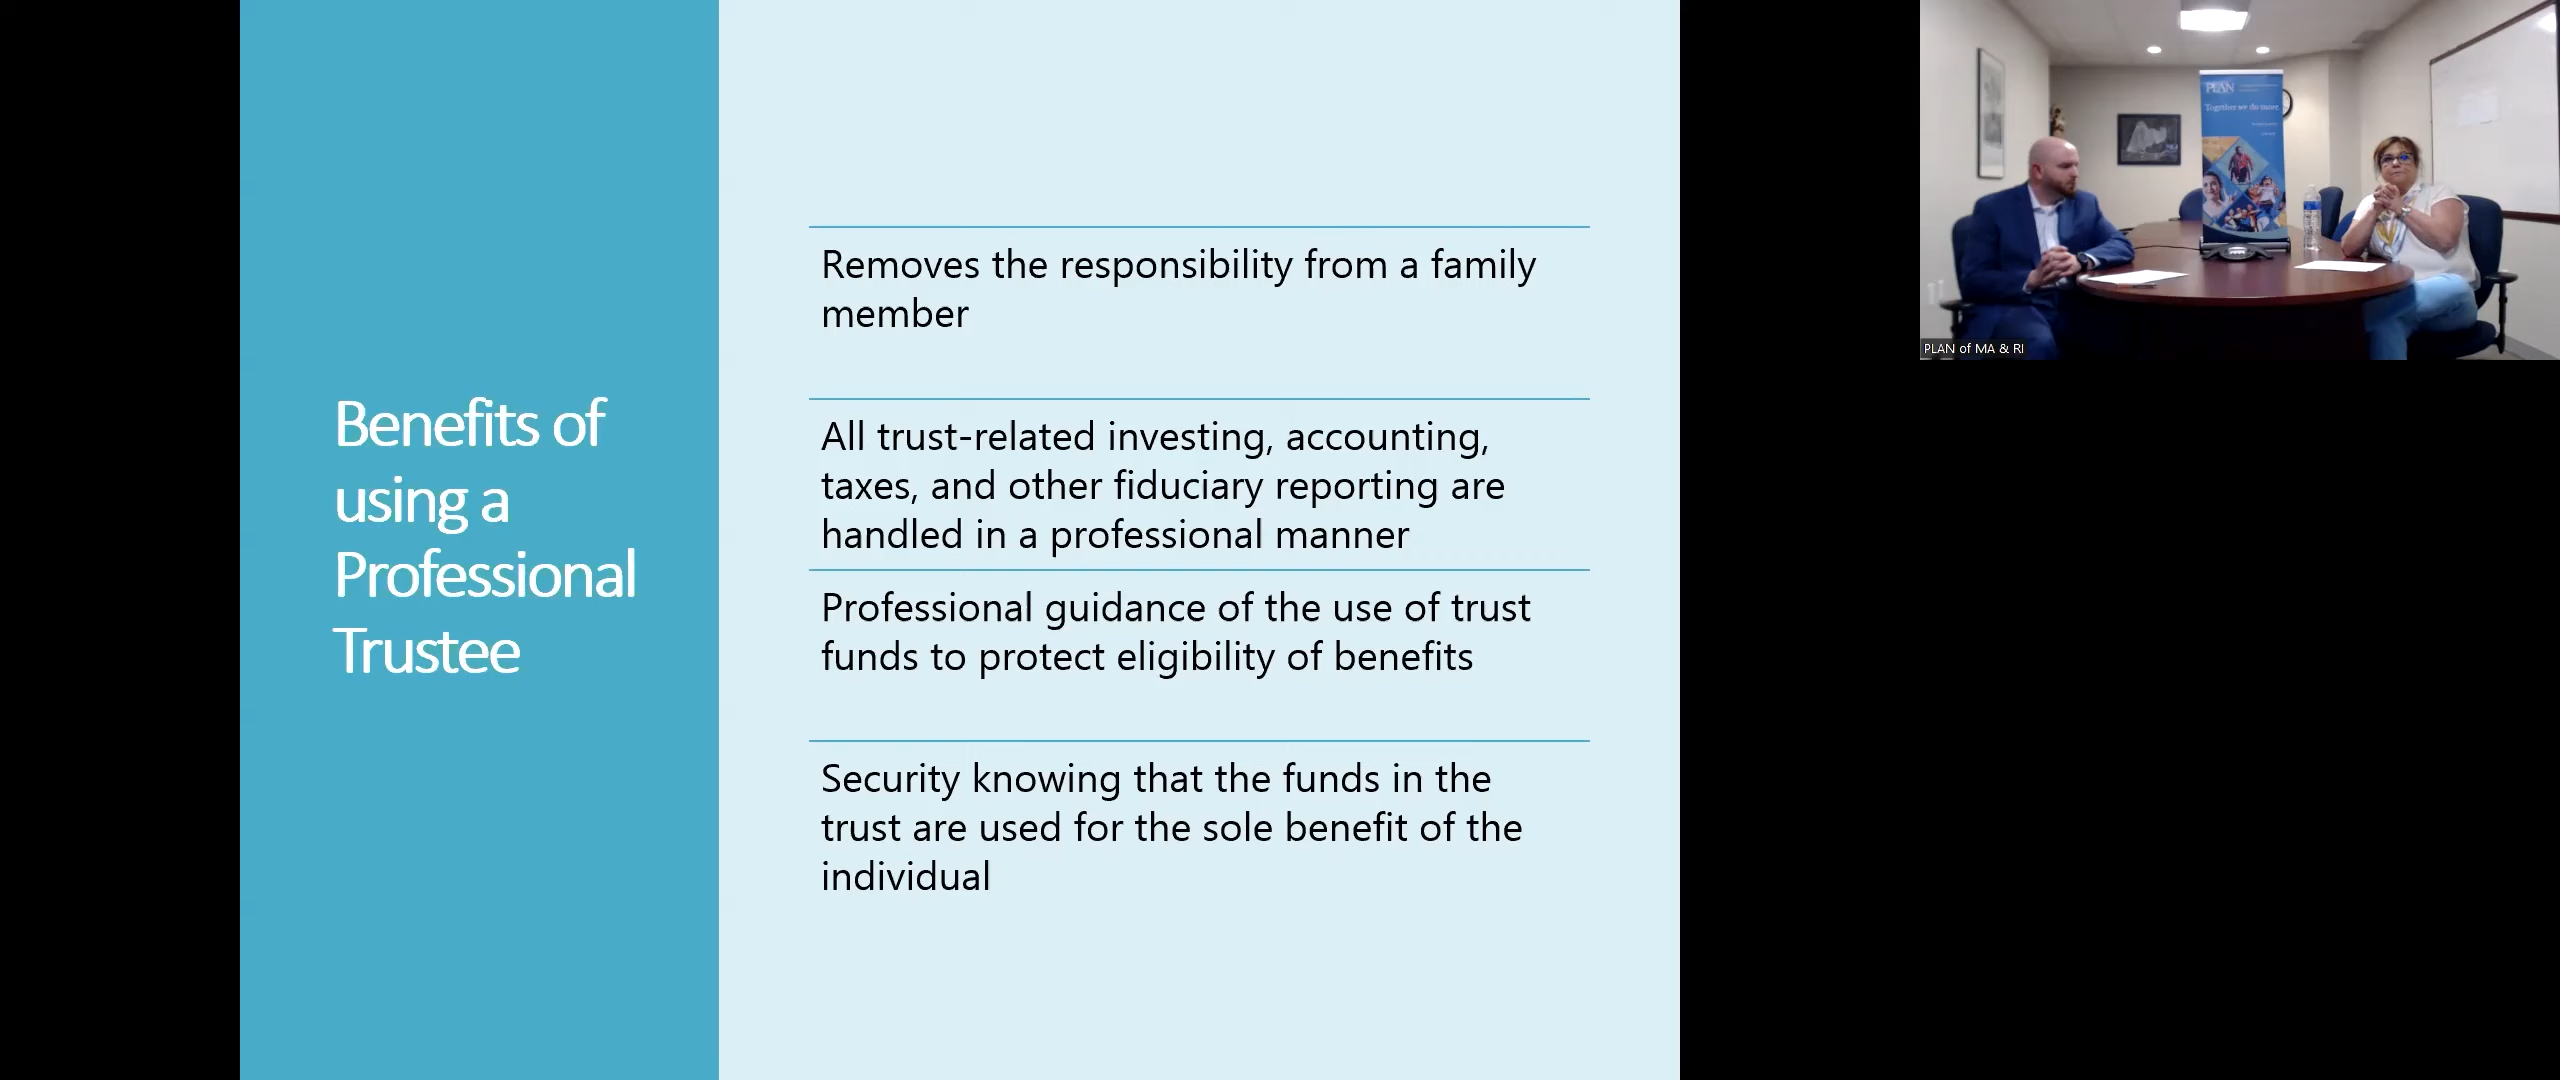 Benefits of
using a
Professional
Trustee
Removes the responsibility from a family
member
All trust-related investing, accounting,
taxes, and other fiduciary reporting are
handled in a professional manner
Professional guidance of the use of trust
funds to protect eligibility of benefits
Security knowing that the funds in the
trust are used for the sole benefit of the
individual
PLAN
Together we do more.
PLAN of MA & RI